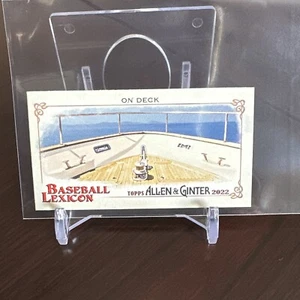 ON DECK
BASEBALL
LEXICON
TOPPS ALLEN & GINTER 2022